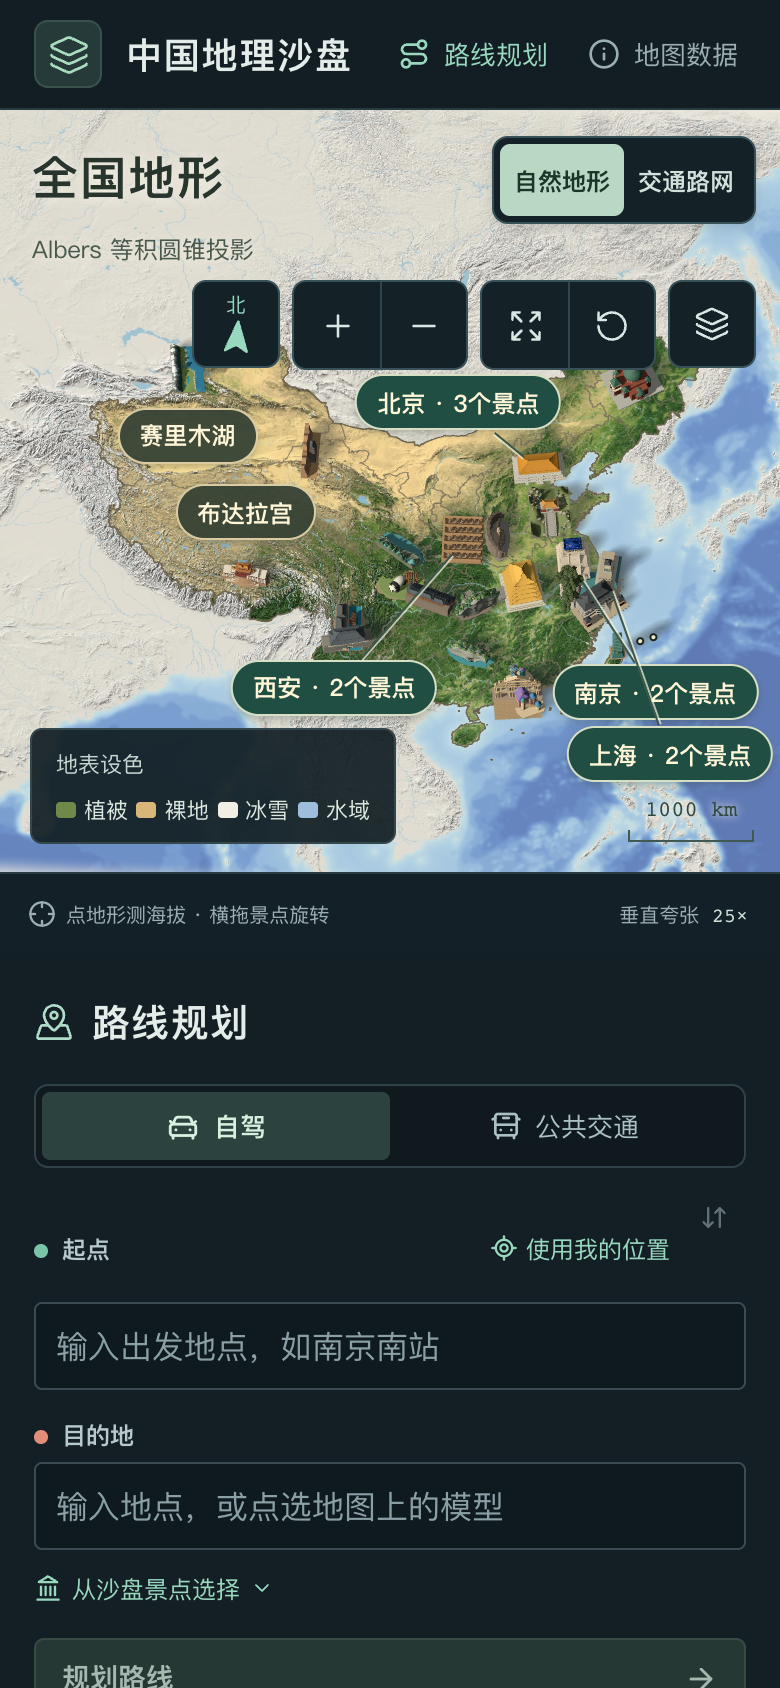 中国地理沙盘
路线规划
地图数据
全国地形
自然地形
交通路网
Albers 等积圆锥投影
北
北京 · 3个景点
赛里木湖
布达拉宫
西安 · 2个景点
南京 · 2个景点
上海 · 2个景点
地表设色
植被 裸地 冰雪 水域
1000 km
点地形测海拔 · 横拖景点旋转
垂直夸张 25×
路线规划
自驾
公共交通
起点
使用我的位置
输入出发地点，如南京南站
目的地
输入地点，或点选地图上的模型
从沙盘景点选择
规划路线